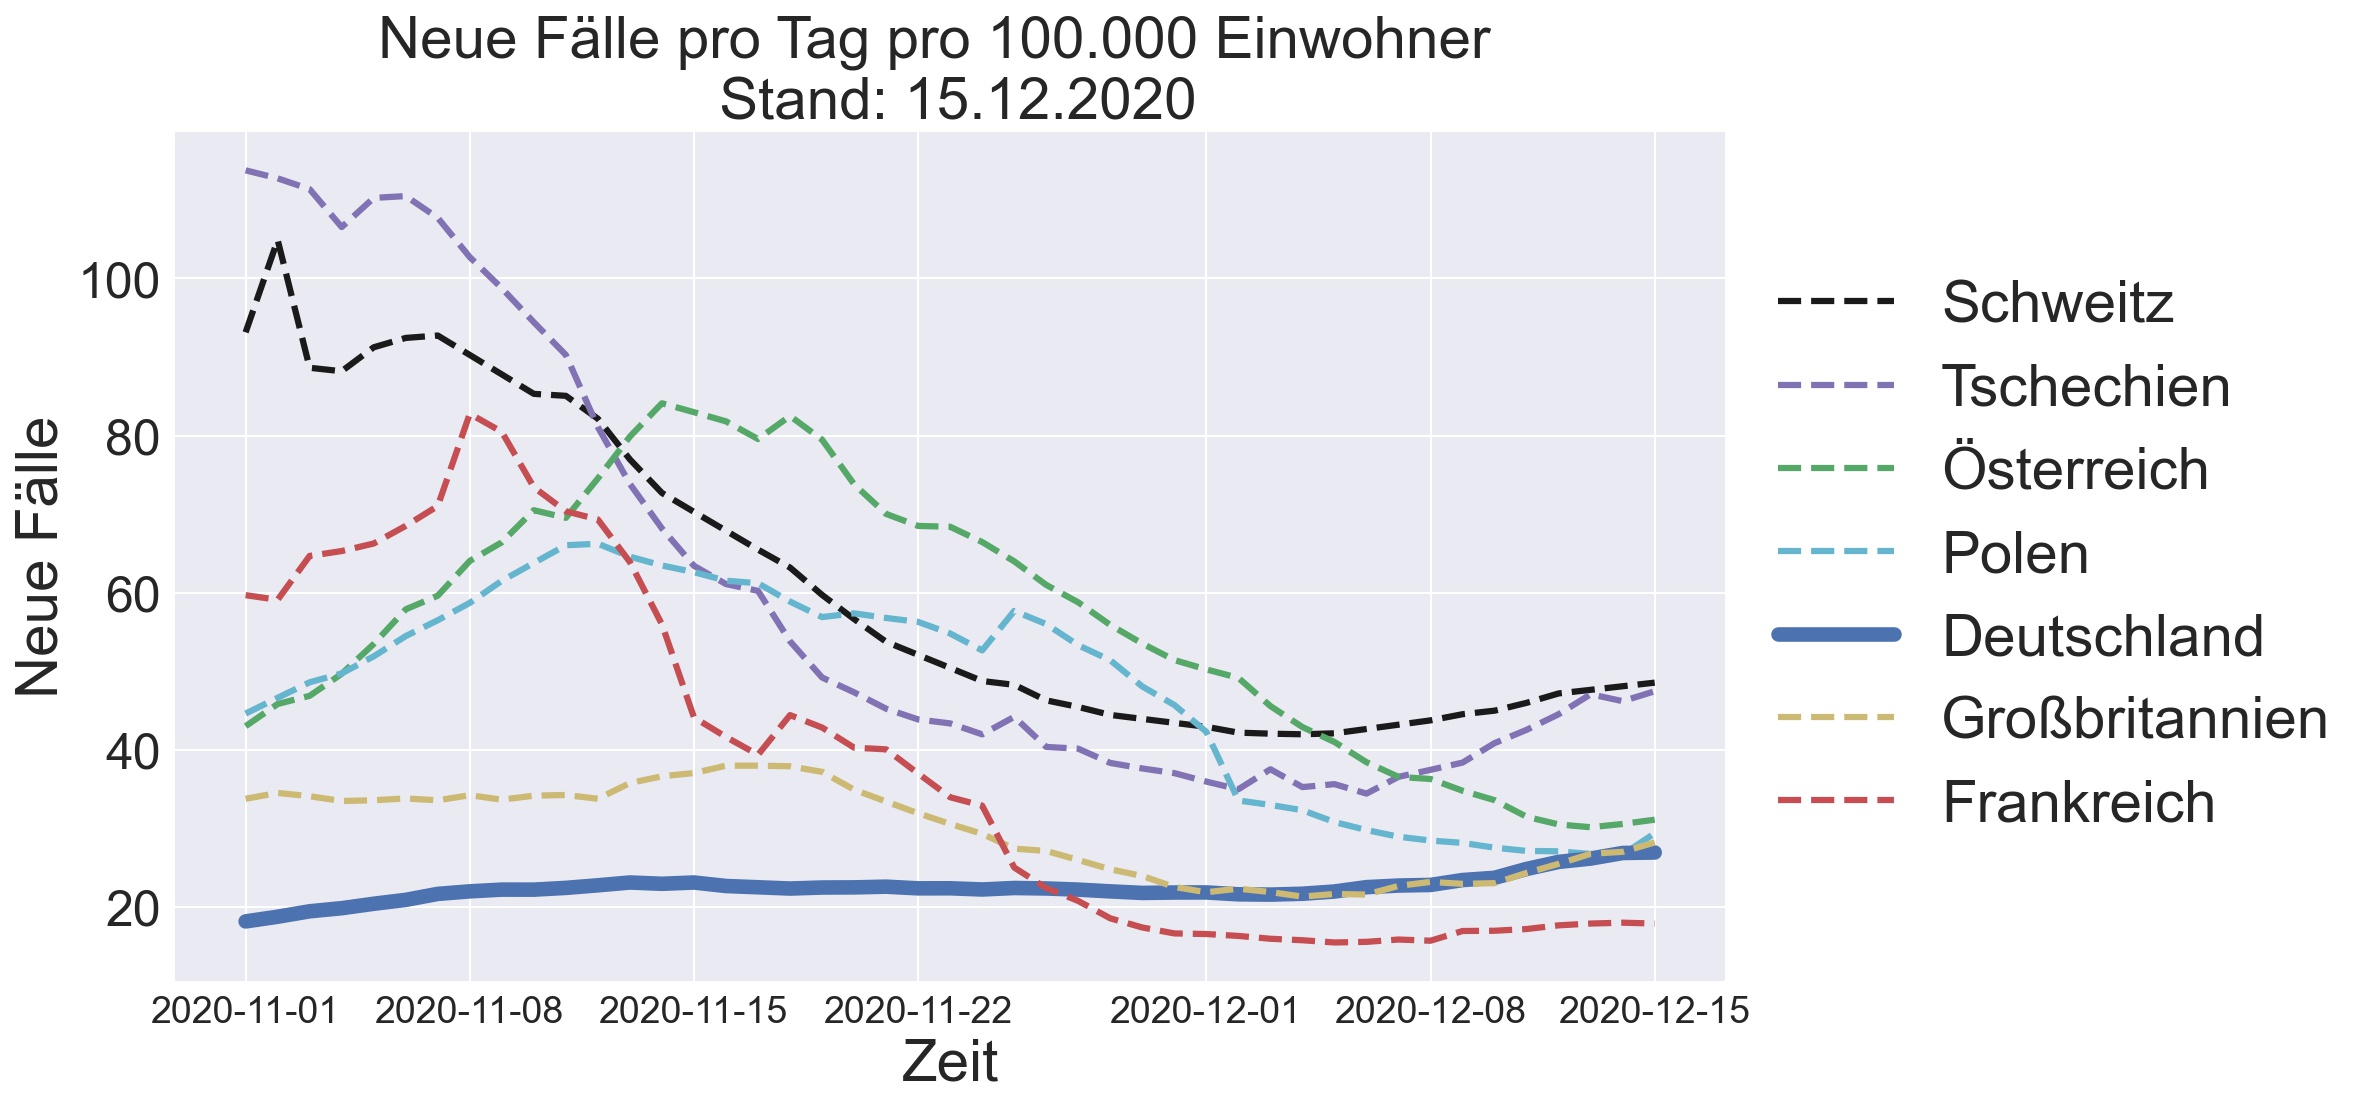 Neue Fälle pro Tag pro 100.000 Einwohner
Stand: 15.12.2020
Neue Fälle
100
80
60
40
20
2020-11-01
2020-11-08
2020-11-15
2020-11-22
2020-12-01
2020-12-08
2020-12-15
Zeit
Schweitz
Tschechien
Österreich
Polen
Deutschland
Großbritannien
Frankreich